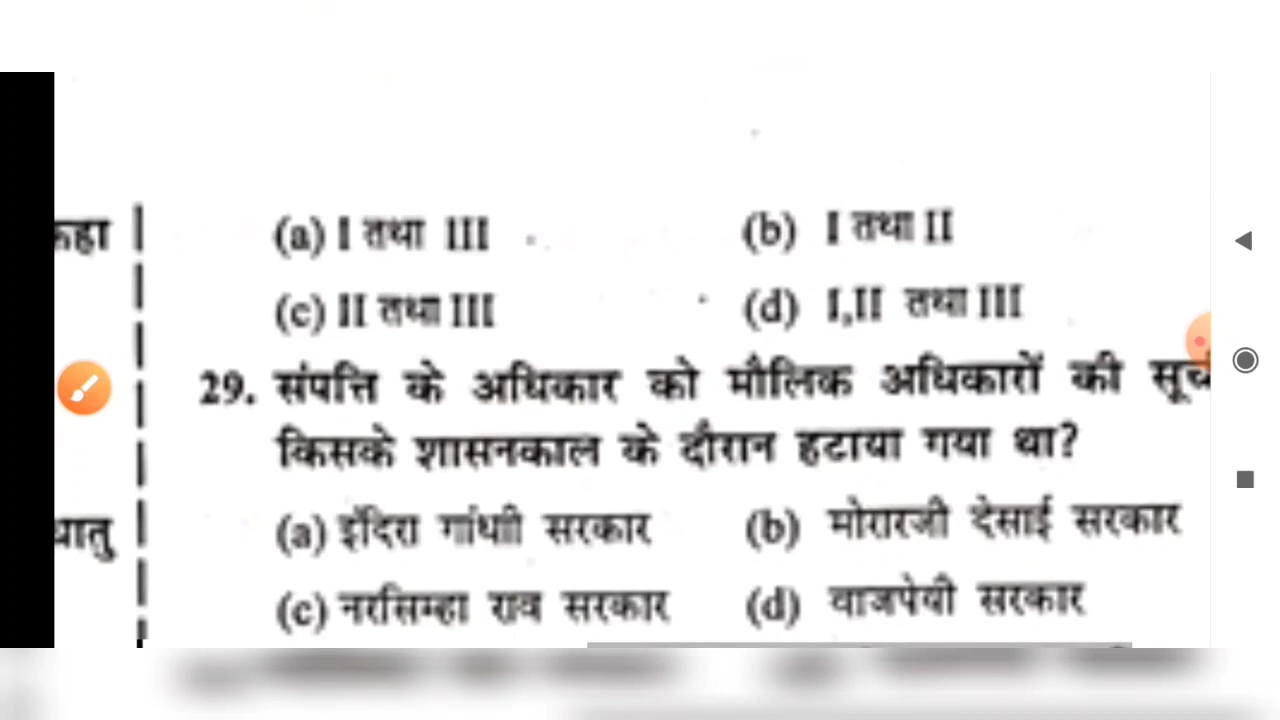 कहा
(a) I तथा III
(b) I तथा II
(c) II तथा III
(d) I,II तथा III
29. संपत्ति के अधिकार को मौलिक अधिकारों की
किसके शासनकाल के दौरान हटाया गया था?
धातु
(a) इंदिरा गांधाी सरकार
(b) मोरारजी देसाई सरकार
(c) नरसिम्हा राव सरकार
(d) वाजपेयी सरकार